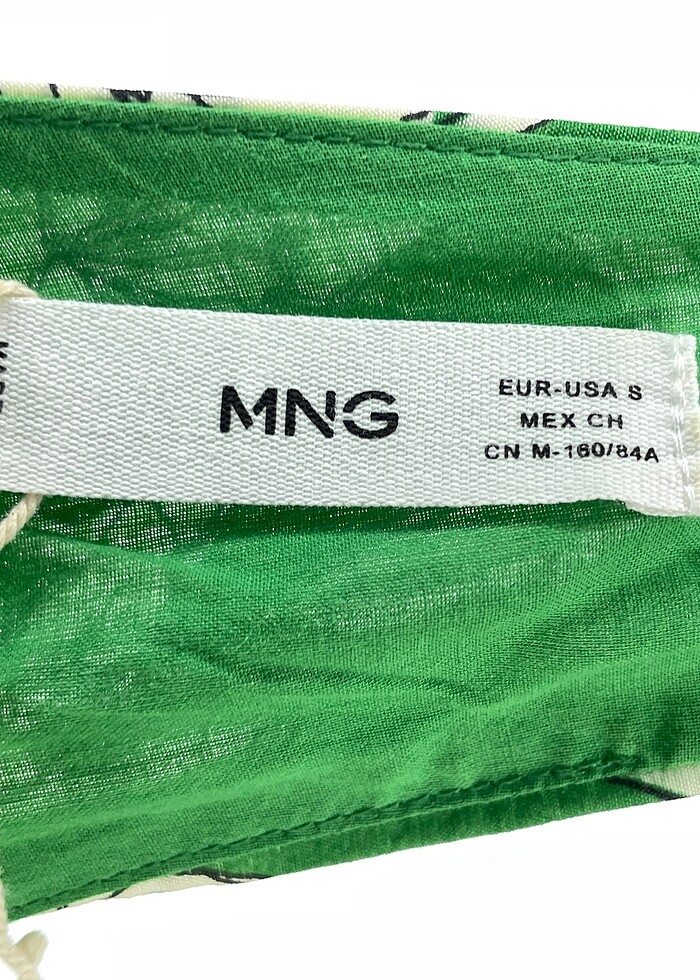 MNG
EUR-USA S
MEX CH
CN M-160/84A